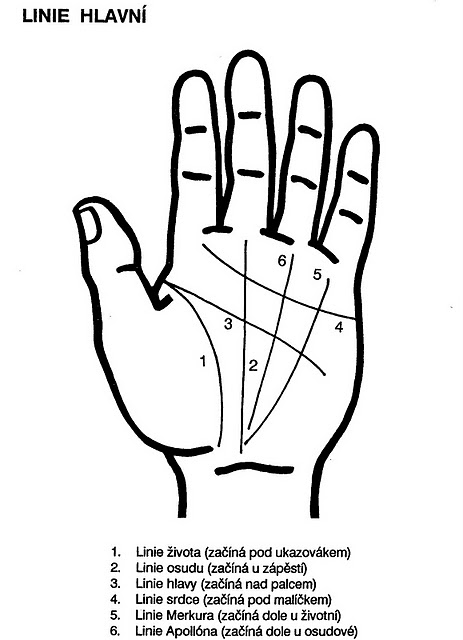 LINIE HLAVNÍ
6
5
4
3
1
2
1. Linie života (začíná pod ukazovákem)
2. Linie osudu (začíná u zápěstí)
3. Linie hlavy (začíná nad palcem)
4. Linie srdce (začíná pod malíčkem)
5. Linie Merkura (začíná dole u životní)
6. Linie Apollóna (začíná dole u osudové)